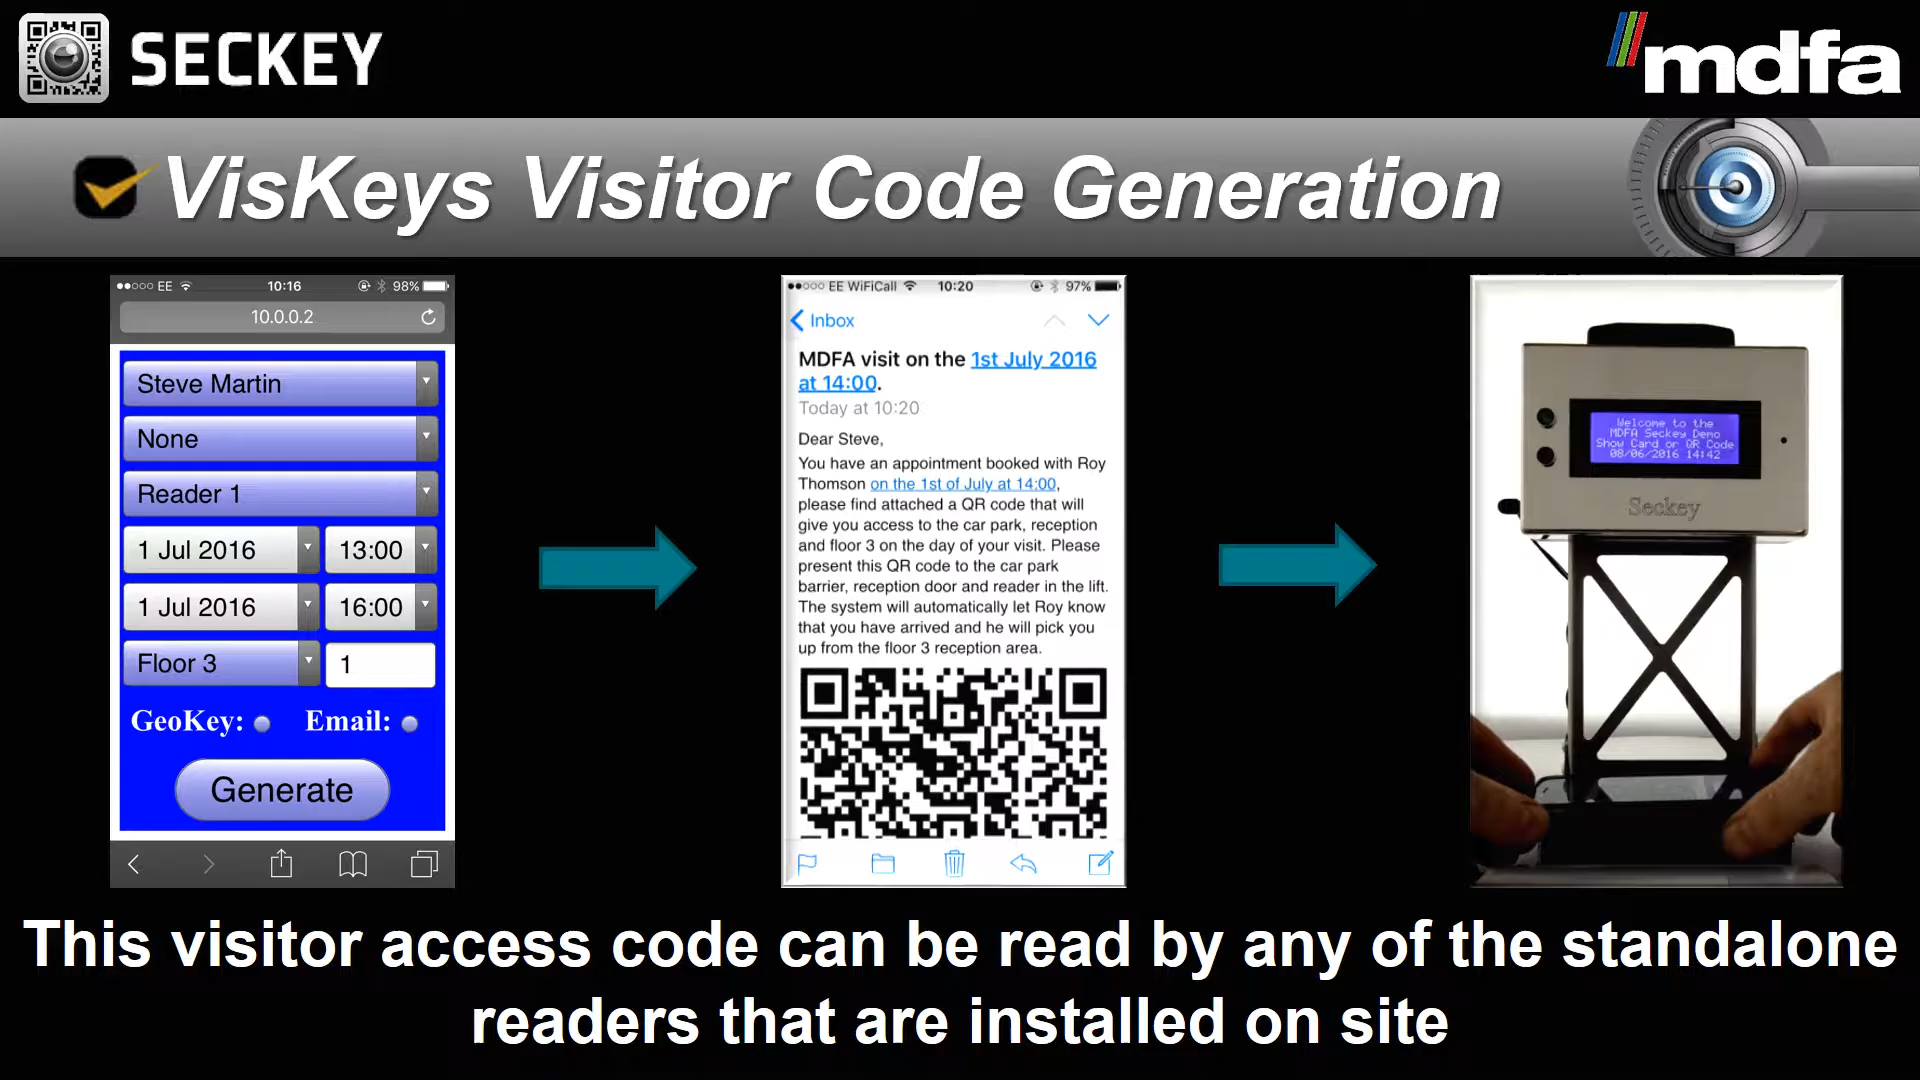 SECKEY
mdfa
VisKeys Visitor Code Generation
EE 10:16 98%
10.0.0.2
Steve Martin
None
Reader 1
1 Jul 2016 13:00
1 Jul 2016 16:00
Floor 3 1
GeoKey: Email:
Generate
EE WiFiCall 10:20 97%
Inbox
MDFA visit on the 1st July 2016
at 14:00.
Today at 10:20
Dear Steve,
You have an appointment booked with Roy
Thomson on the 1st of July at 14:00,
please find attached a QR code that will
give you access to the car park, reception
and floor 3 on the day of your visit. Please
present this QR code to the car park
barrier, reception door and reader in the lift.
The system will automatically let Roy know
that you have arrived and he will pick you
up from the floor 3 reception area.
Welcome to the
MDFA Seckey Demo
Show Card or QR Code
08/06/2016 14:42
Seckey
This visitor access code can be read by any of the standalone
readers that are installed on site